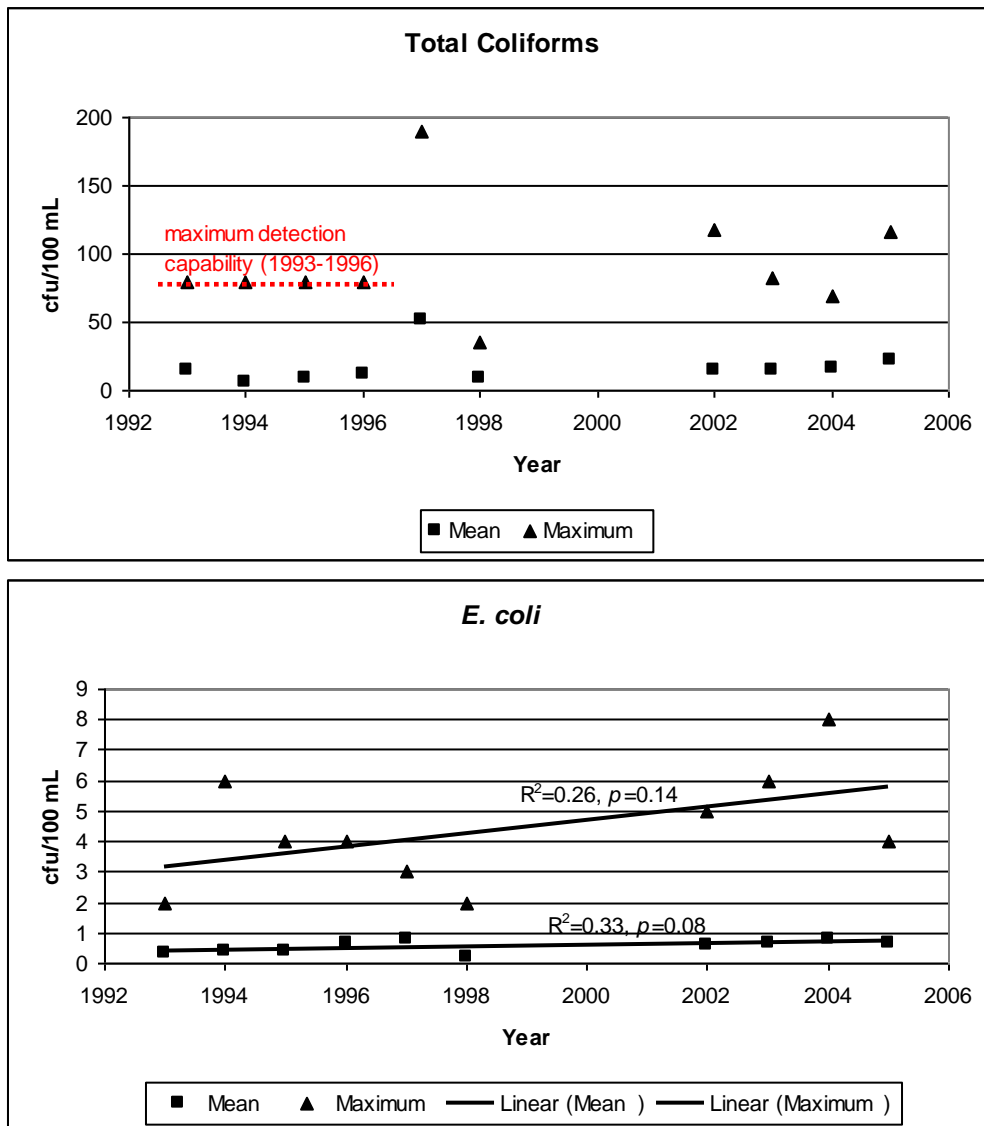 Total Coliforms
200
150
100
50
0
cfu/100 mL
maximum detection
capability (1993-1996)
1992 1994 1996 1998 2000 2002 2004 2006
Year
Mean Maximum
E. coli
9
8
7
6
5
4
3
2
1
0
cfu/100 mL
R²=0.26, p=0.14
R²=0.33, p=0.08
1992 1994 1996 1998 2000 2002 2004 2006
Year
Mean Maximum Linear (Mean ) Linear (Maximum )